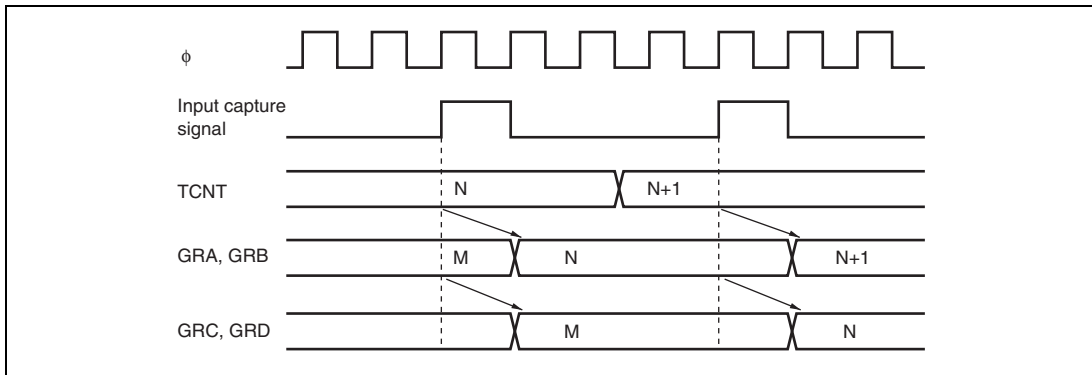 ϕ
Input capture
signal
TCNT
N
N+1
GRA, GRB
M
N
N+1
GRC, GRD
M
N